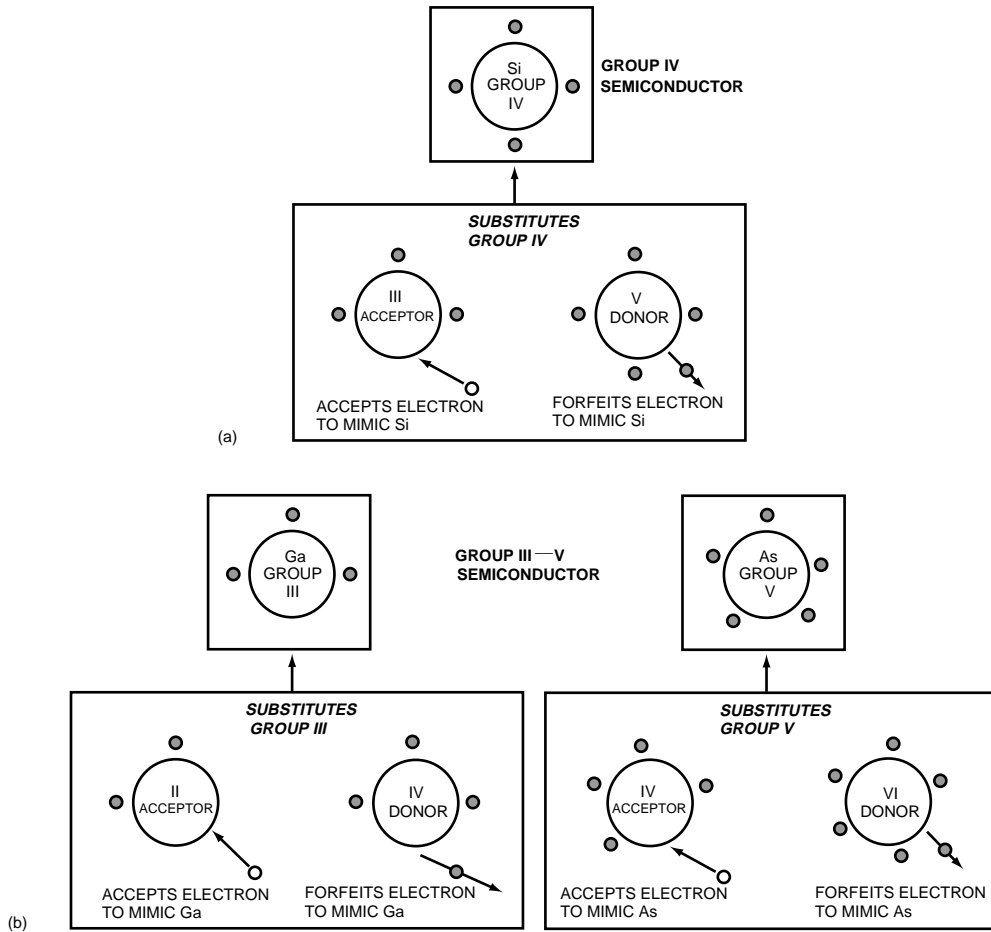 Si
GROUP
IV
GROUP IV
SEMICONDUCTOR
SUBSTITUTES
GROUP IV
III
ACCEPTOR
V
DONOR
ACCEPTS ELECTRON
TO MIMIC Si
FORFEITS ELECTRON
TO MIMIC Si
(a)
Ga
GROUP
III
GROUP III—V
SEMICONDUCTOR
As
GROUP
V
SUBSTITUTES
GROUP III
II
ACCEPTOR
IV
DONOR
ACCEPTS ELECTRON
TO MIMIC Ga
FORFEITS ELECTRON
TO MIMIC Ga
SUBSTITUTES
GROUP V
IV
ACCEPTOR
VI
DONOR
ACCEPTS ELECTRON
TO MIMIC As
FORFEITS ELECTRON
TO MIMIC As
(b)